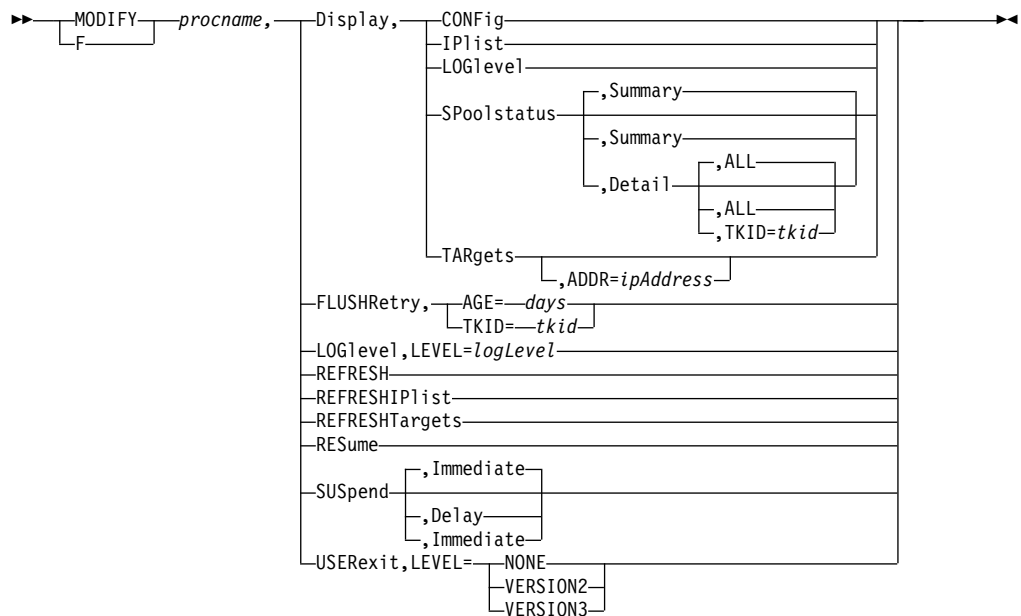 MODIFY procname, Display, CONFig
F IPlist
LOGlevel
,Summary
SPoolstatus
,Summary
,ALL
,Detail
,ALL
,TKID=tkid
TARgets
,ADDR=ipAddress
FLUSHRetry, AGE= days
TKID= tkid
LOGlevel,LEVEL=logLevel
REFRESH
REFRESHIPlist
REFRESHTargets
RESume
,Immediate
SUSpend
,Delay
,Immediate
USERexit,LEVEL= NONE
VERSION2
VERSION3